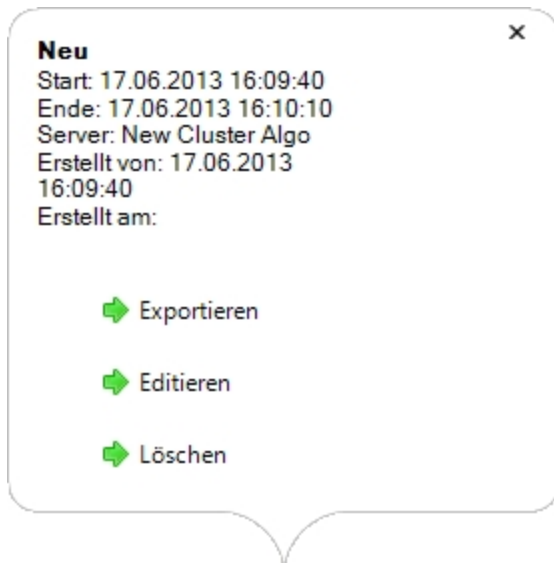 Neu
Start: 17.06.2013 16:09:40
Ende: 17.06.2013 16:10:10
Server: New Cluster Algo
Erstellt von: 17.06.2013
16:09:40
Erstellt am:
Exportieren
Editieren
Löschen